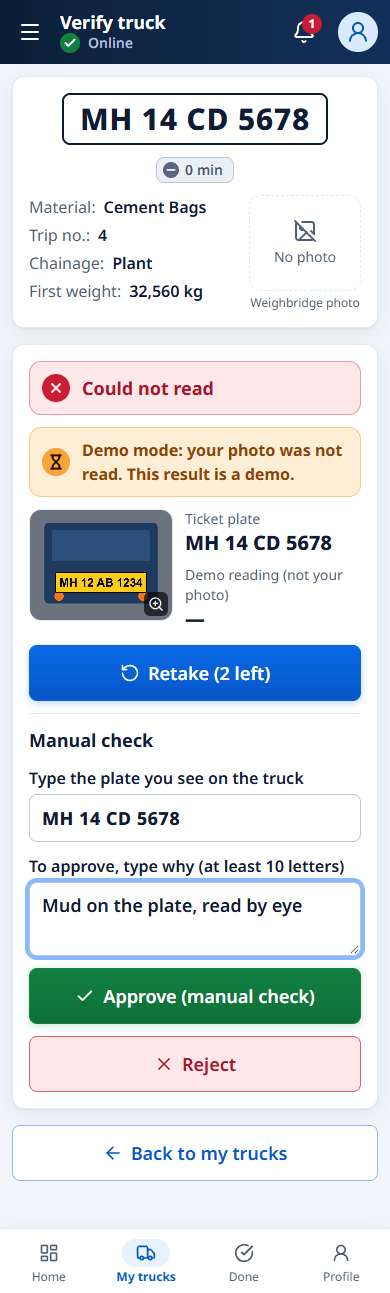 Verify truck
Online
1
MH 14 CD 5678
0 min
Material: Cement Bags
Trip no.: 4
Chainage: Plant
First weight: 32,560 kg
No photo
Weighbridge photo
Could not read
Demo mode: your photo was not
read. This result is a demo.
MH 12 AB 1234
Ticket plate
MH 14 CD 5678
Demo reading (not your
photo)
—
Retake (2 left)
Manual check
Type the plate you see on the truck
MH 14 CD 5678
To approve, type why (at least 10 letters)
Mud on the plate, read by eye
Approve (manual check)
Reject
Back to my trucks
Home
My trucks
Done
Profile